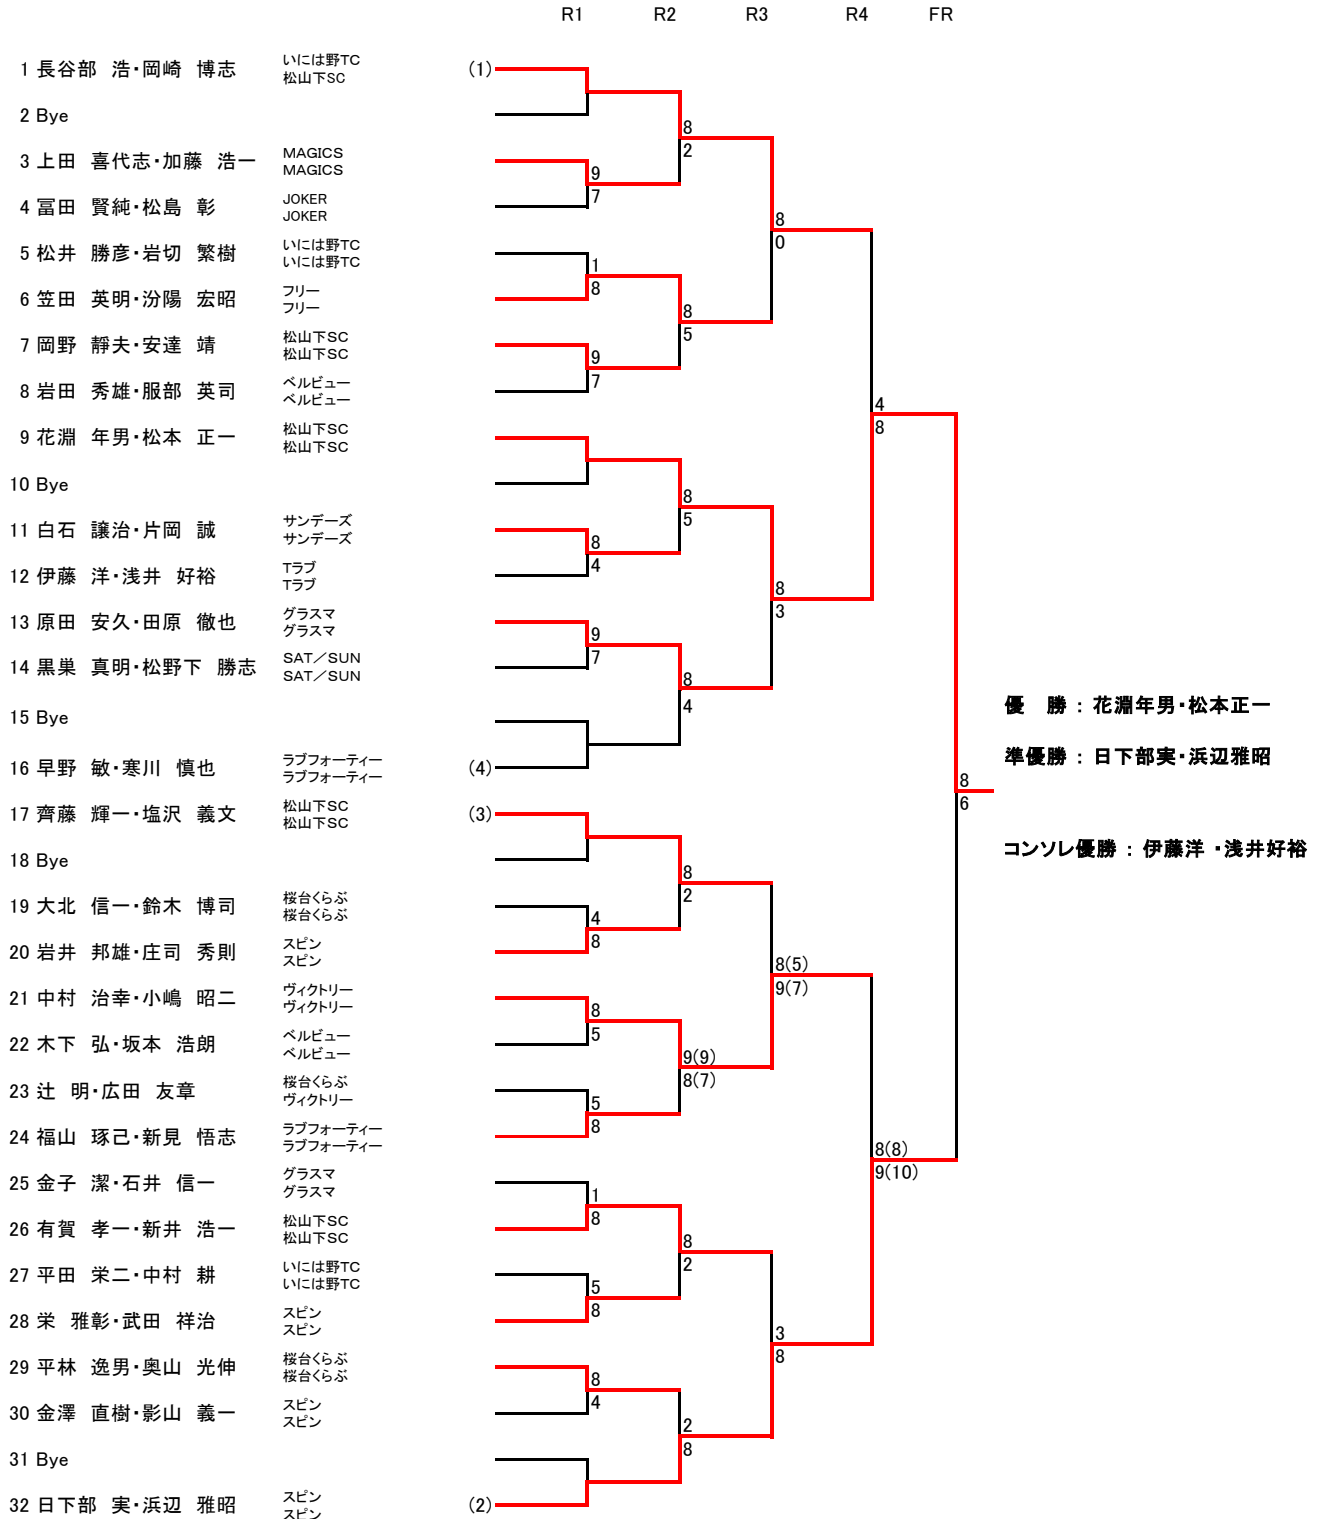 R1 R2 R3 R4 FR
1 長谷部 浩・岡崎 博志 いには野TC (1)
松山下SC
2 Bye
8
2
3 上田 喜代志・加藤 浩一 MAGICS
MAGICS
9
7
4 冨田 賢純・松島 彰 JOKER
JOKER
8
0
5 松井 勝彦・岩切 繁樹 いには野TC
いには野TC
1
8
6 笠田 英明・汾陽 宏昭 フリー
フリー
8
5
7 岡野 靜夫・安達 靖 松山下SC
松山下SC
9
7
8 岩田 秀雄・服部 英司 ベルビュー
ベルビュー
4
8
9 花淵 年男・松本 正一 松山下SC
松山下SC
10 Bye
8
5
11 白石 譲治・片岡 誠 サンデーズ
サンデーズ
8
4
12 伊藤 洋・浅井 好裕 Tラブ
Tラブ
8
3
13 原田 安久・田原 徹也 グラスマ
グラスマ
9
7
14 黒巣 真明・松野下 勝志 SAT／SUN
SAT／SUN
8
4
15 Bye
優 勝 ： 花淵年男・松本正一
準優勝 ： 日下部実・浜辺雅昭
16 早野 敏・寒川 慎也 ラブフォーティー (4)
ラブフォーティー
8
6
17 齊藤 輝一・塩沢 義文 松山下SC (3)
松山下SC
コンソレ優勝 ： 伊藤洋 ・浅井好裕
18 Bye
8
2
19 大北 信一・鈴木 博司 桜台くらぶ
桜台くらぶ
4
8
20 岩井 邦雄・庄司 秀則 スピン
スピン
8(5)
9(7)
21 中村 治幸・小嶋 昭二 ヴィクトリー
ヴィクトリー
8
5
22 木下 弘・坂本 浩朗 ベルビュー
ベルビュー
9(9)
8(7)
23 辻 明・広田 友章 桜台くらぶ
ヴィクトリー
5
8
24 福山 琢己・新見 悟志 ラブフォーティー
ラブフォーティー
8(8)
9(10)
25 金子 潔・石井 信一 グラスマ
グラスマ
1
8
26 有賀 孝一・新井 浩一 松山下SC
松山下SC
8
2
27 平田 栄二・中村 耕 いには野TC
いには野TC
5
8
28 栄 雅彰・武田 祥治 スピン
スピン
3
8
29 平林 逸男・奥山 光伸 桜台くらぶ
桜台くらぶ
8
4
30 金澤 直樹・影山 義一 スピン
スピン
2
8
31 Bye
32 日下部 実・浜辺 雅昭 スピン (2)
スピン